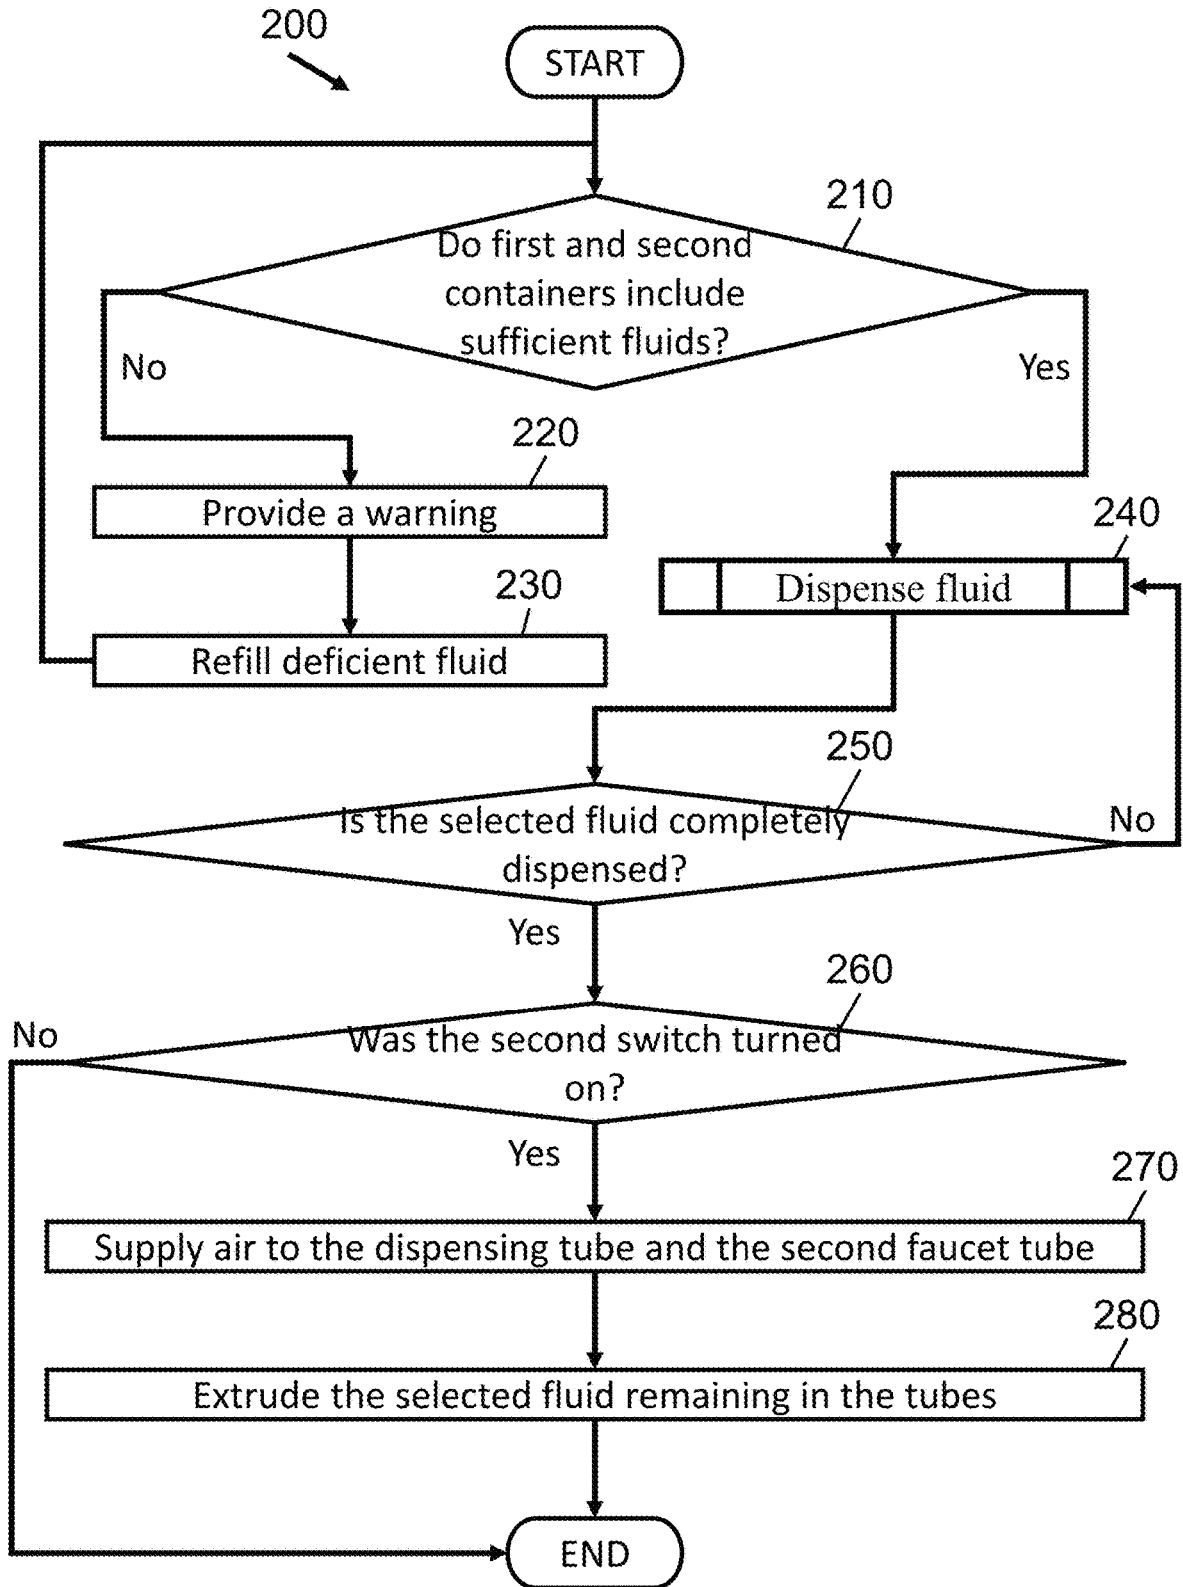 200
START
210
Do first and second
containers include
sufficient fluids?
No
Yes
220
Provide a warning
240
Dispense fluid
230
Refill deficient fluid
250
Is the selected fluid completely
dispensed?
No
Yes
260
No
Was the second switch turned
on?
Yes
270
Supply air to the dispensing tube and the second faucet tube
280
Extrude the selected fluid remaining in the tubes
END